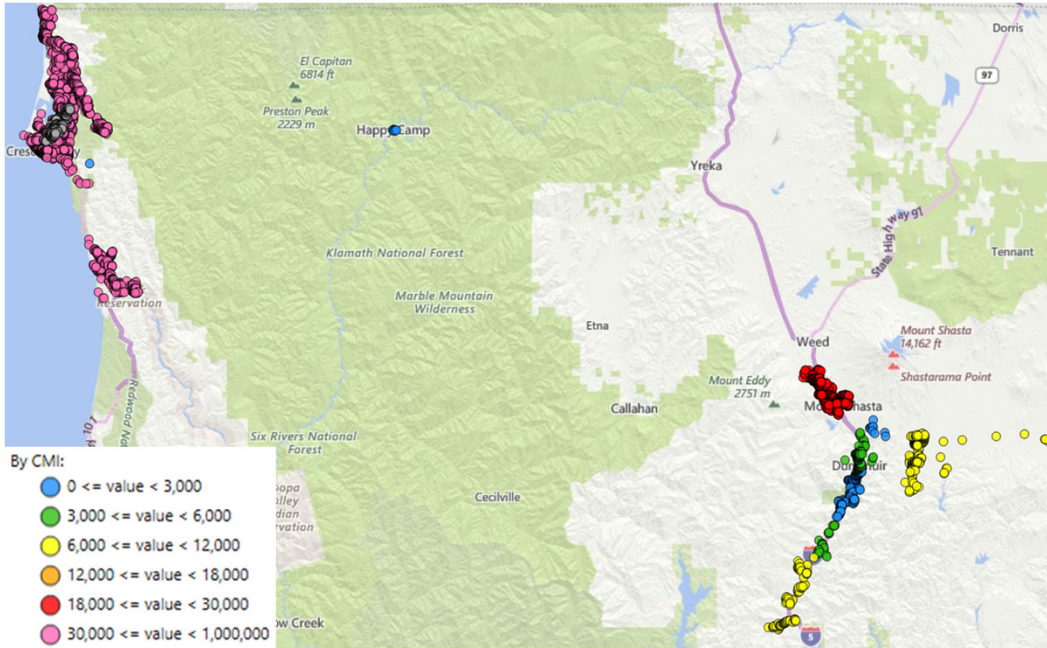 Dorris
El Capitan
6814 ft
97
Preston Peak
2229 m
Happy Camp
Yreka
State Highway 97
Klamath National Forest
Tennant
Marble Mountain
Wilderness
Reservation
Etna
Mount Shasta
14,162 ft
Weed
Shastarama Point
Mount Eddy
2751 m
Callahan
Six Rivers National
Forest
Cecilville
5
By CMI:
0 <= value < 3,000
3,000 <= value < 6,000
6,000 <= value < 12,000
12,000 <= value < 18,000
18,000 <= value < 30,000
30,000 <= value < 1,000,000